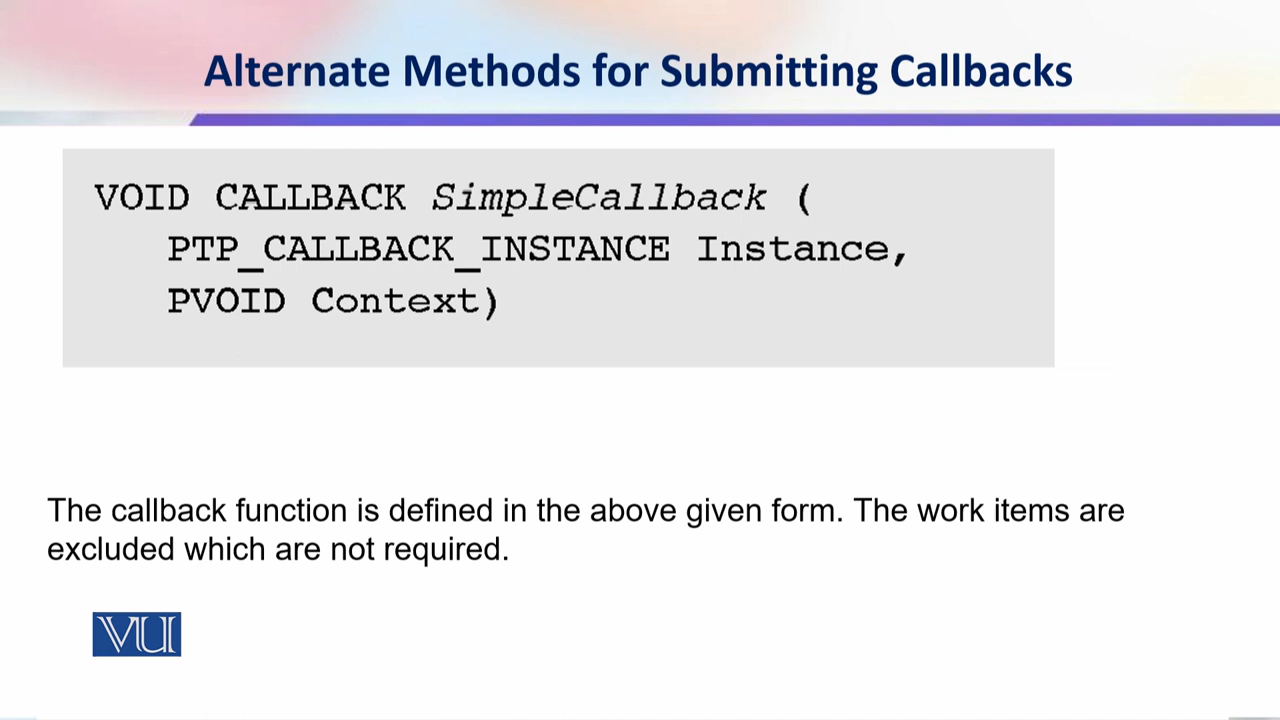 Alternate Methods for Submitting Callbacks
VOID CALLBACK SimpleCallback (
PTP_CALLBACK_INSTANCE Instance,
PVOID Context)
The callback function is defined in the above given form. The work items are
excluded which are not required.
VU